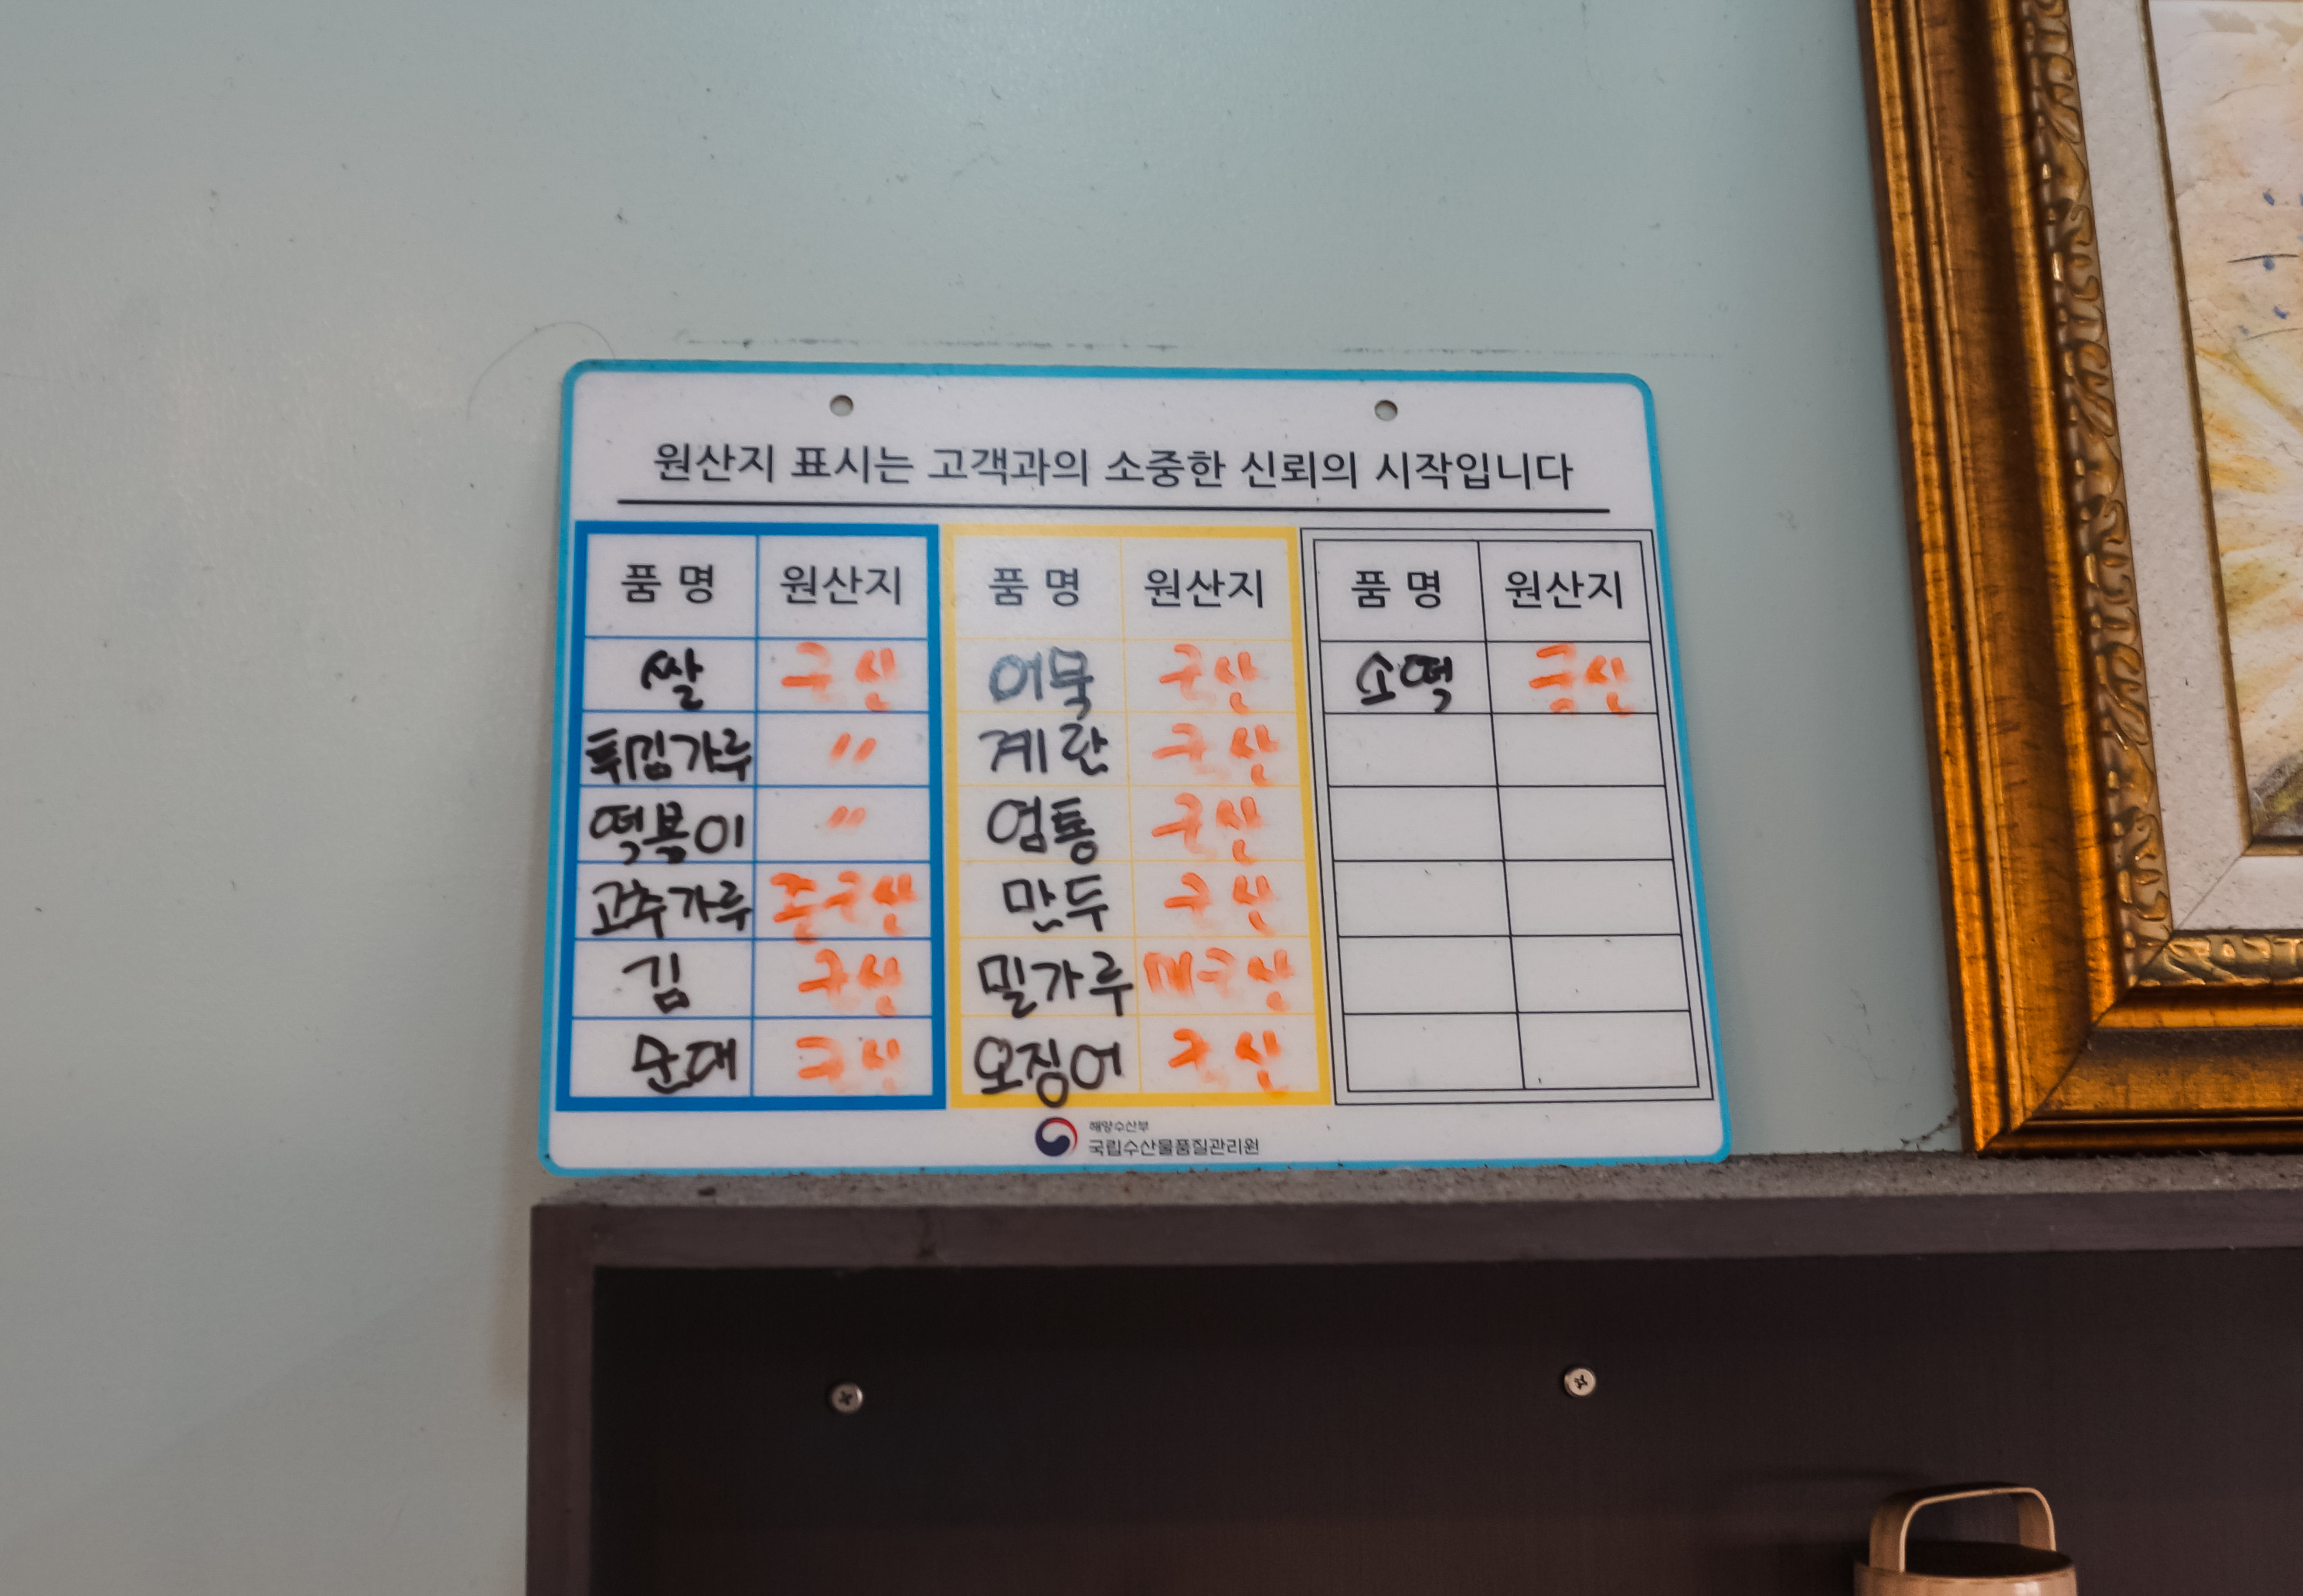 원산지 표시는 고객과의 소중한 신뢰의 시작입니다
품 명 원산지 품 명 원산지 품 명 원산지
쌀 국산 어묵 국산 소떡 국산
튀김가루 〃 계란 국산
떡볶이 〃 염통 국산
고추가루 중국산 만두 국산
김 국산 밀가루 미국산
순대 국산 오징어 국산
해양수산부
국립수산물품질관리원